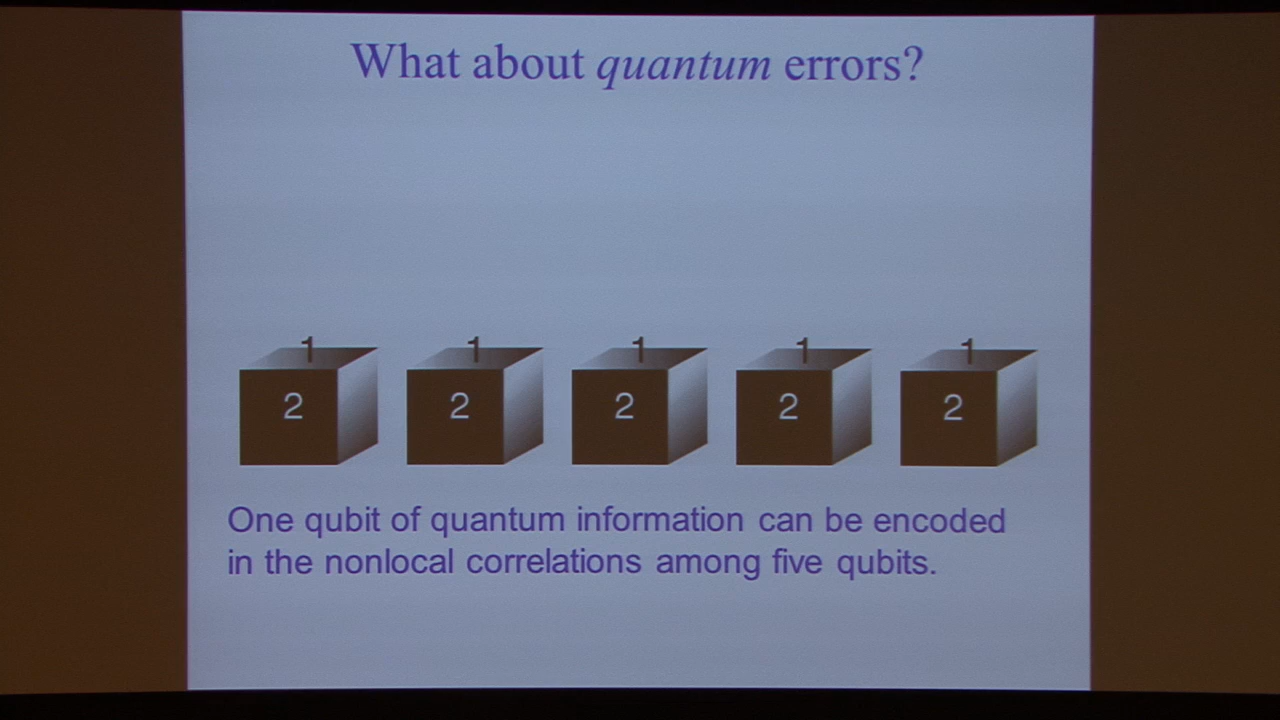 What about quantum errors?
1 1 1 1 1
2 2 2 2 2
One qubit of quantum information can be encoded
in the nonlocal correlations among five qubits.